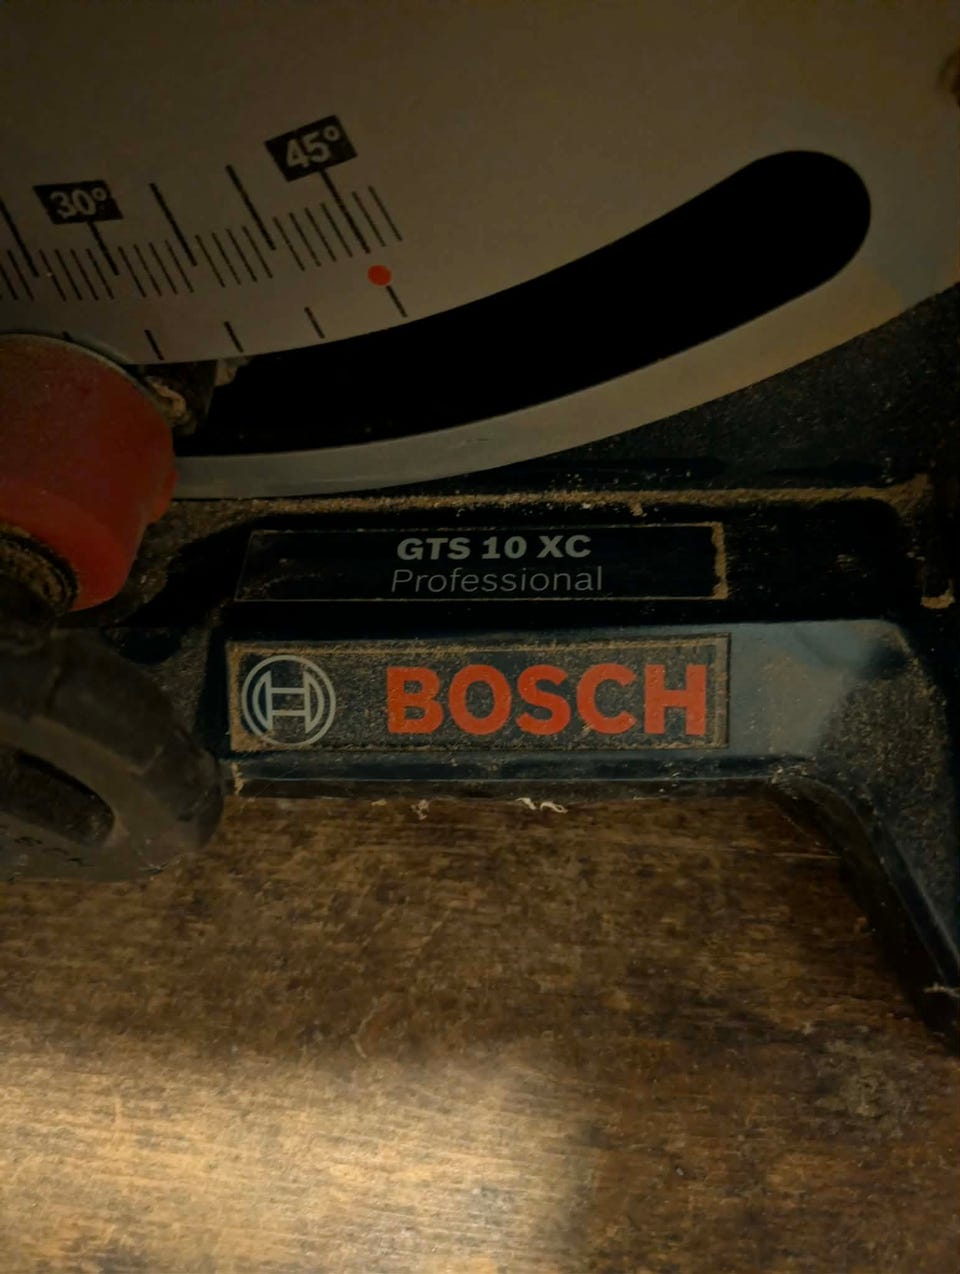 45°
30°
GTS 10 XC
Professional
BOSCH